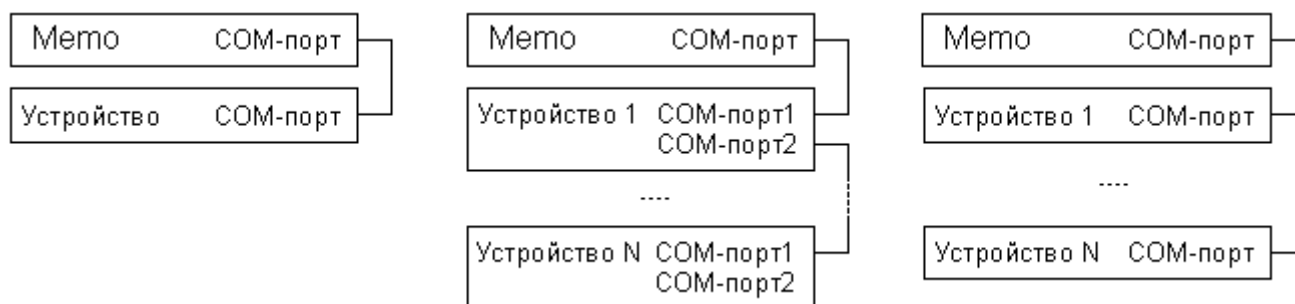 Memo COM-порт
Устройство COM-порт
Memo COM-порт
Устройство 1 COM-порт1
COM-порт2
....
Устройство N COM-порт1
COM-порт2
Memo COM-порт
Устройство 1 COM-порт
....
Устройство N COM-порт